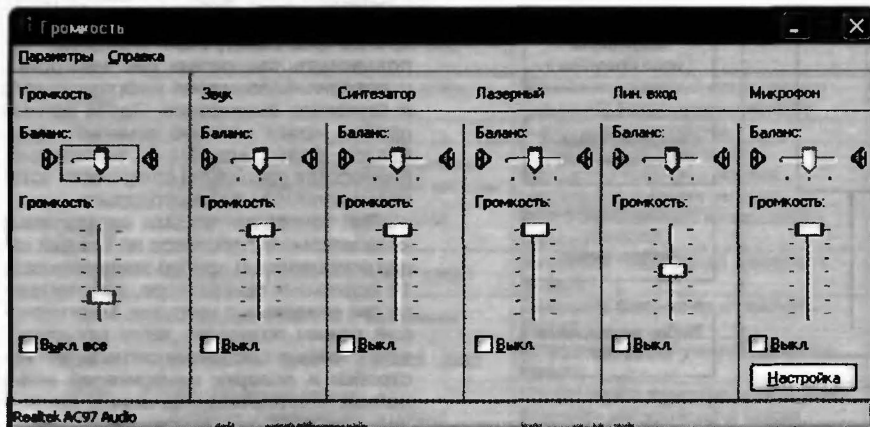 Громкость
Параметры Справка
Громкость Звук Синтезатор Лазерный Лин. вход Микрофон
Баланс: Баланс: Баланс: Баланс: Баланс: Баланс:
Громкость: Громкость: Громкость: Громкость: Громкость: Громкость:
Выкл. все Выкл. Выкл. Выкл. Выкл. Выкл.
Настройка
Realtek AC97 Audio